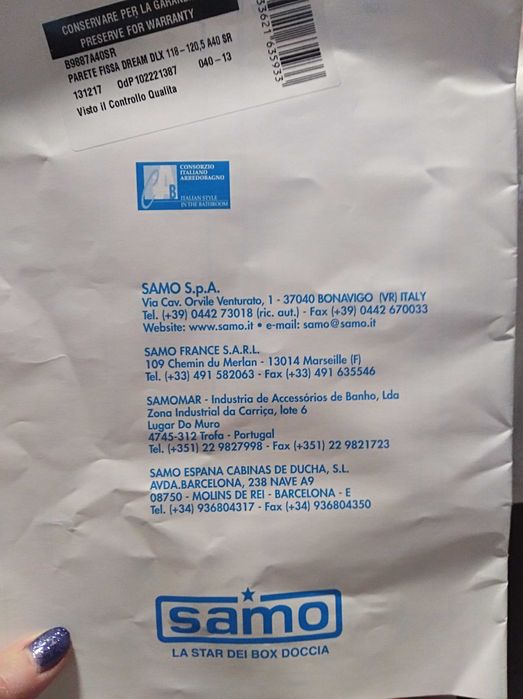 CONSERVARE PER LA GARAN
PRESERVE FOR WARRANTY
B9887A40SR
PARETE FISSA DREAM DLX 118-120,5 A40 SR
131217 OdP 102221387 040-13
Visto il Controllo Qualita
33621 635933
CONSORZIO
ITALIANO
ARREDOBAGNO
ITALIAN STYLE
IN THE BATHROOM
SAMO S.p.A.
Via Cav. Orvile Venturato, 1 - 37040 BONAVIGO (VR) ITALY
Tel. (+39) 0442 73018 (ric. aut.) - Fax (+39) 0442 670033
Website: www.samo.it • e-mail: samo@samo.it
SAMO FRANCE S.A.R.L.
109 Chemin du Merlan - 13014 Marseille (F)
Tel. (+33) 491 582063 - Fax (+33) 491 635546
SAMOMAR - Industria de Accessórios de Banho, Lda
Zona Industrial da Carriça, lote 6
Lugar Do Muro
4745-312 Trofa - Portugal
Tel. (+351) 22 9827998 - Fax (+351) 22 9821723
SAMO ESPANA CABINAS DE DUCHA, S.L.
AVDA.BARCELONA, 238 NAVE A9
08750 - MOLINS DE REI - BARCELONA - E
Tel. (+34) 936804317 - Fax (+34) 936804350
samo
LA STAR DEI BOX DOCCIA